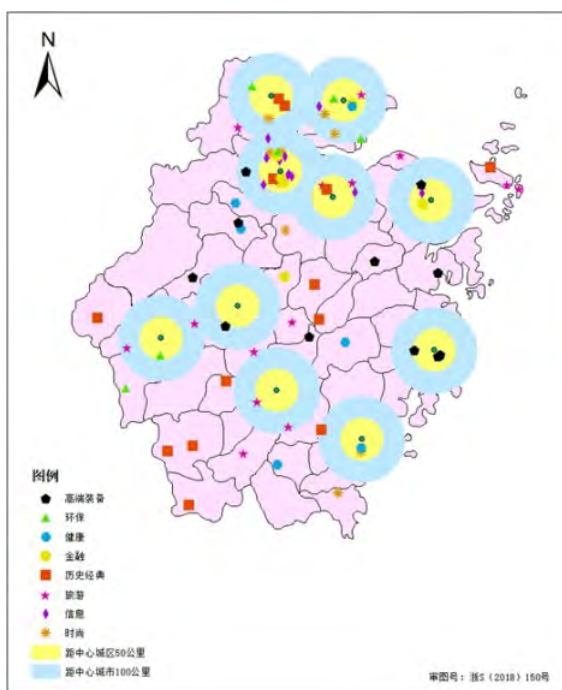 N
图例
高端装备
环保
健康
金融
历史经典
旅游
信息
时尚
距中心城区50公里
距中心城市100公里
审图号：浙S（2018）150号